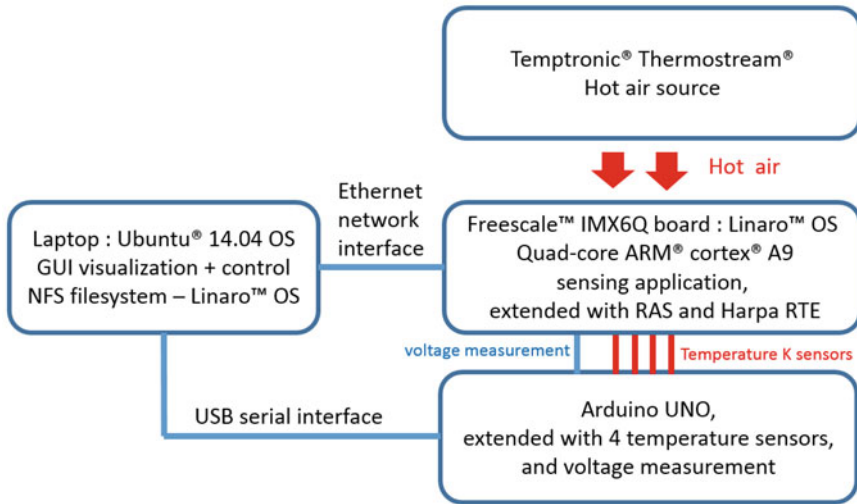 Temptronic® Thermostream®
Hot air source
Hot air
Ethernet
network
interface
Laptop : Ubuntu® 14.04 OS
GUI visualization + control
NFS filesystem – Linaro™ OS
Freescale™ IMX6Q board : Linaro™ OS
Quad-core ARM® cortex® A9
sensing application,
extended with RAS and Harpa RTE
voltage measurement
Temperature K sensors
USB serial interface
Arduino UNO,
extended with 4 temperature sensors,
and voltage measurement